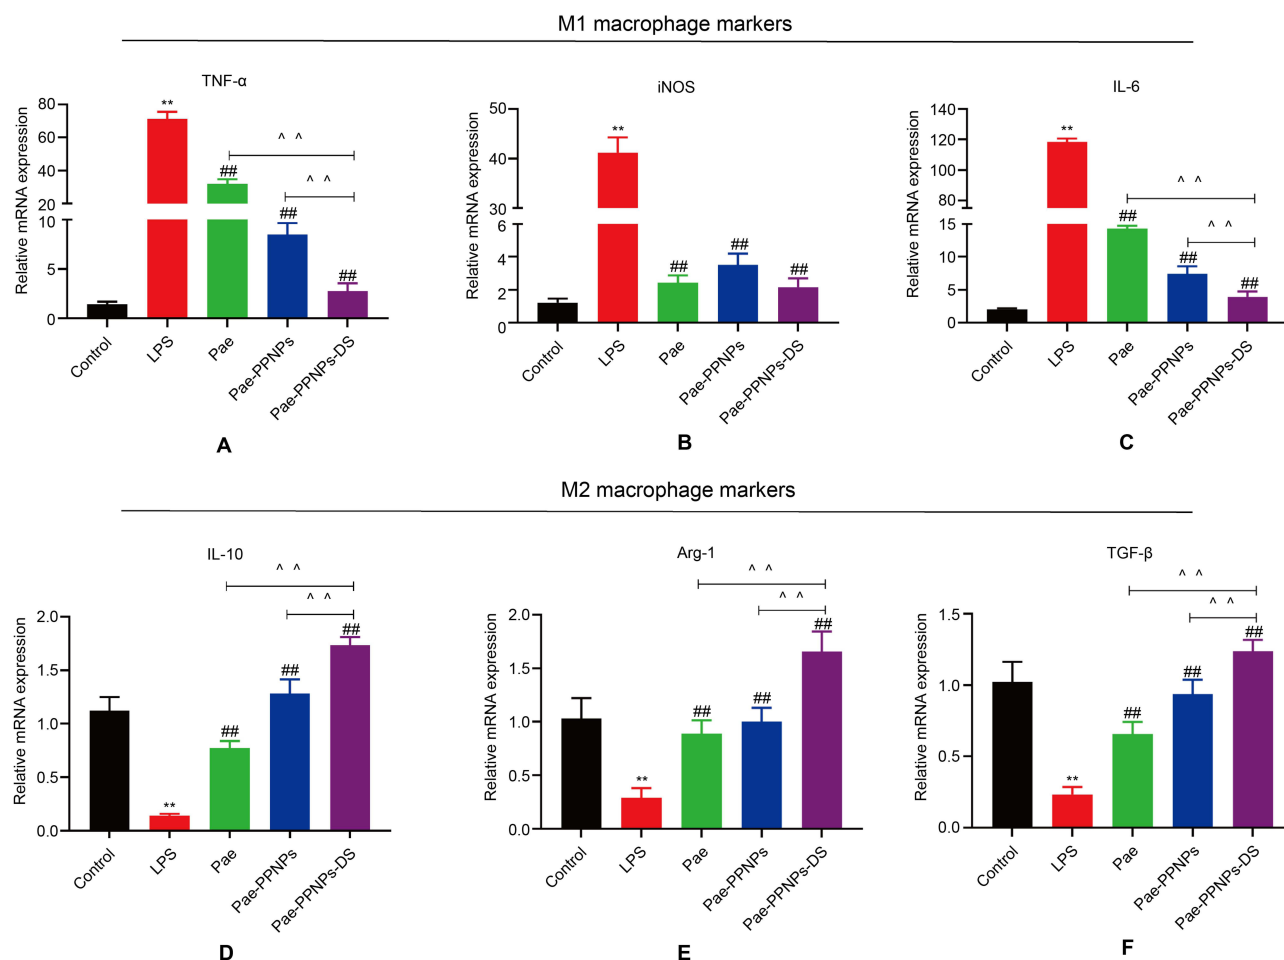 M1 macrophage markers
TNF-α
Relative mRNA expression
80
60
40
20
10
5
0
**
##
##
##
^ ^
^ ^
Control
LPS
Pae
Pae-PPNPs
Pae-PPNPs-DS
A
iNOS
Relative mRNA expression
50
40
30
6
4
2
0
**
##
##
##
Control
LPS
Pae
Pae-PPNPs
Pae-PPNPs-DS
B
IL-6
Relative mRNA expression
140
120
100
80
15
10
5
0
**
##
##
##
^ ^
^ ^
Control
LPS
Pae
Pae-PPNPs
Pae-PPNPs-DS
C
M2 macrophage markers
IL-10
Relative mRNA expression
2.0
1.5
1.0
0.5
0.0
**
##
##
##
^ ^
^ ^
Control
LPS
Pae
Pae-PPNPs
Pae-PPNPs-DS
D
Arg-1
Relative mRNA expression
2.0
1.5
1.0
0.5
0.0
**
##
##
##
^ ^
^ ^
Control
LPS
Pae
Pae-PPNPs
Pae-PPNPs-DS
E
TGF-β
Relative mRNA expression
1.5
1.0
0.5
0.0
**
##
##
##
^ ^
^ ^
Control
LPS
Pae
Pae-PPNPs
Pae-PPNPs-DS
F